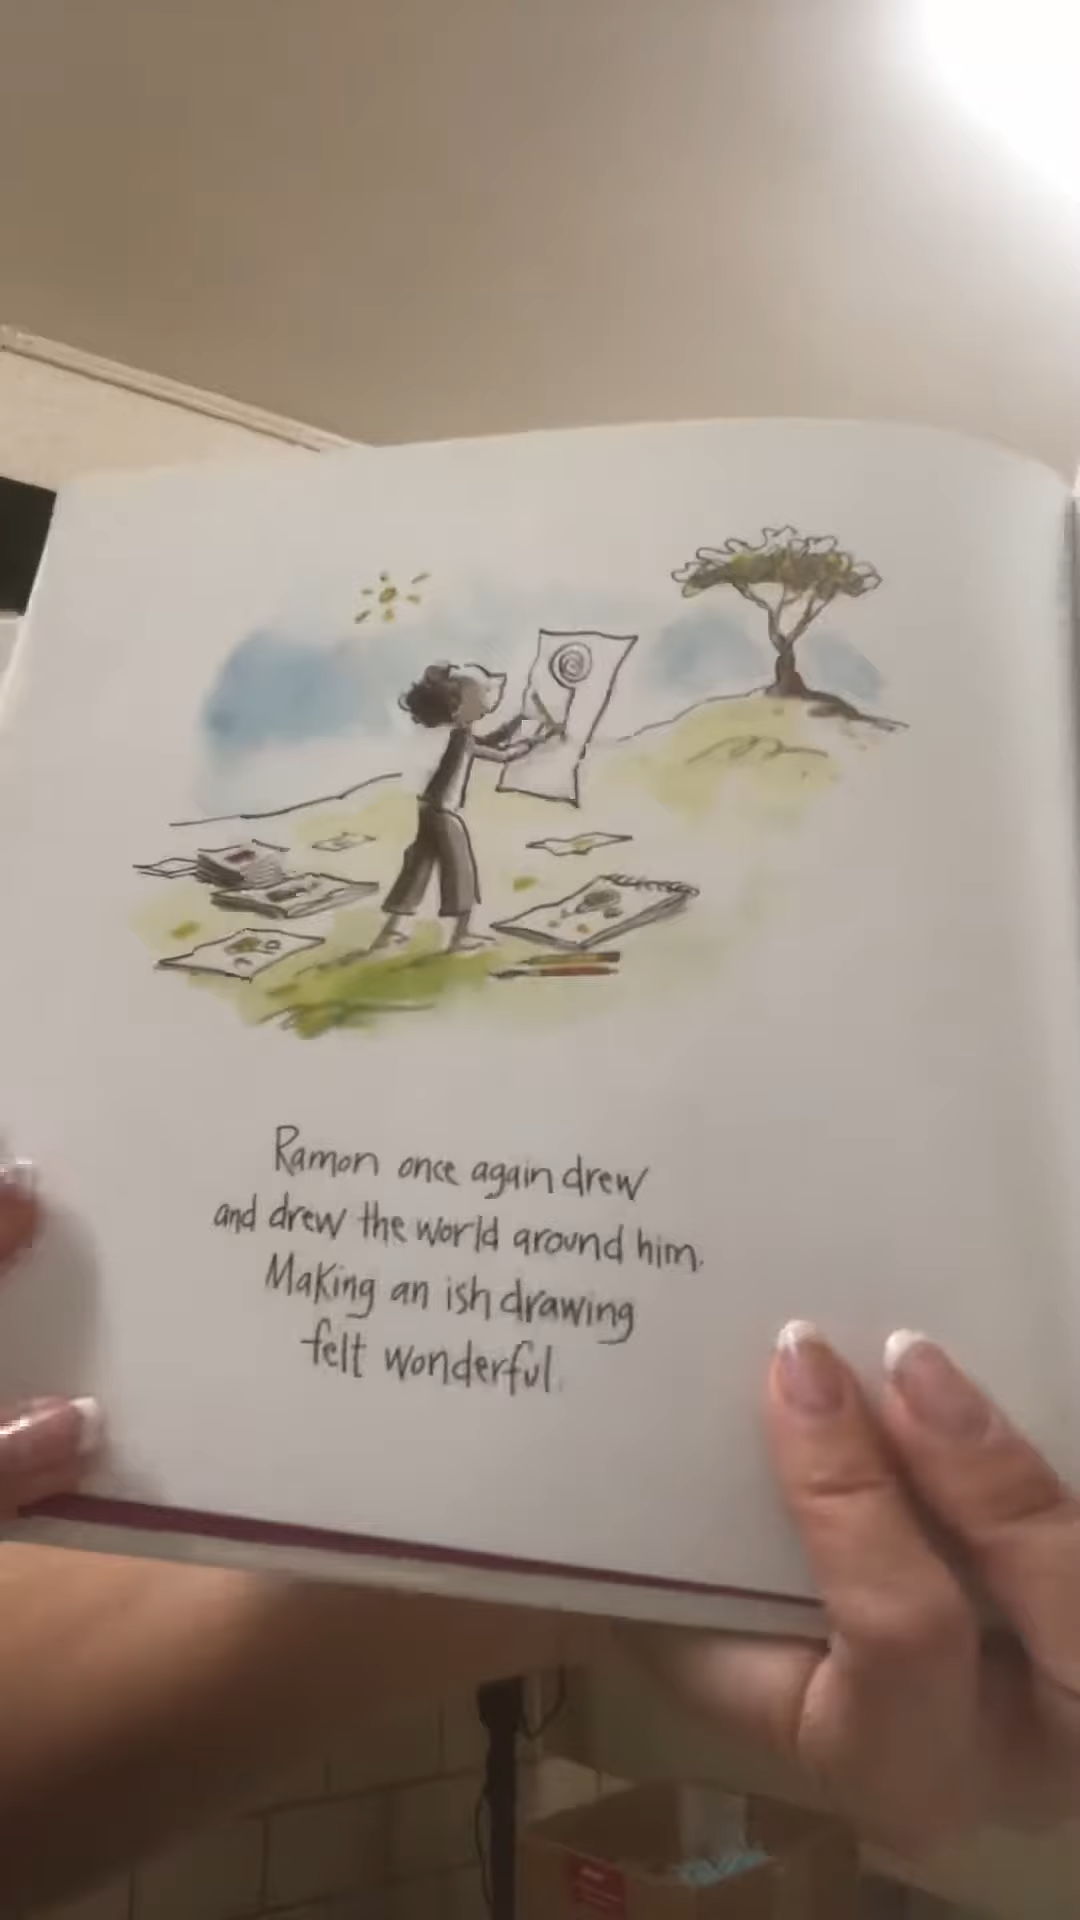 Ramon once again drew
and drew the world around him.
Making an ish drawing
felt wonderful.